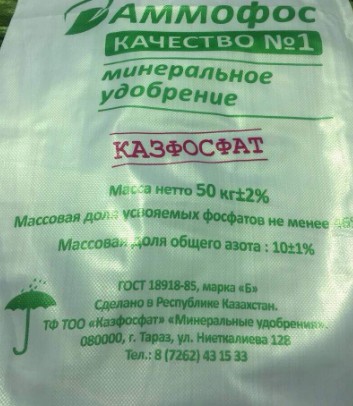 Аммофос
КАЧЕСТВО №1
минеральное
удобрение
КАЗФОСФАТ
Масса нетто 50 кг±2%
Массовая доля усвояемых фосфатов не менее 46%
Массовая доля общего азота : 10±1%
ГОСТ 18918-85, марка «Б»
Сделано в Республике Казахстан.
ТФ ТОО «Казфосфат» «Минеральные удобрения».
080000, г. Тараз, ул. Ниеткалиева 128
Тел.: 8 (7262) 43 15 33